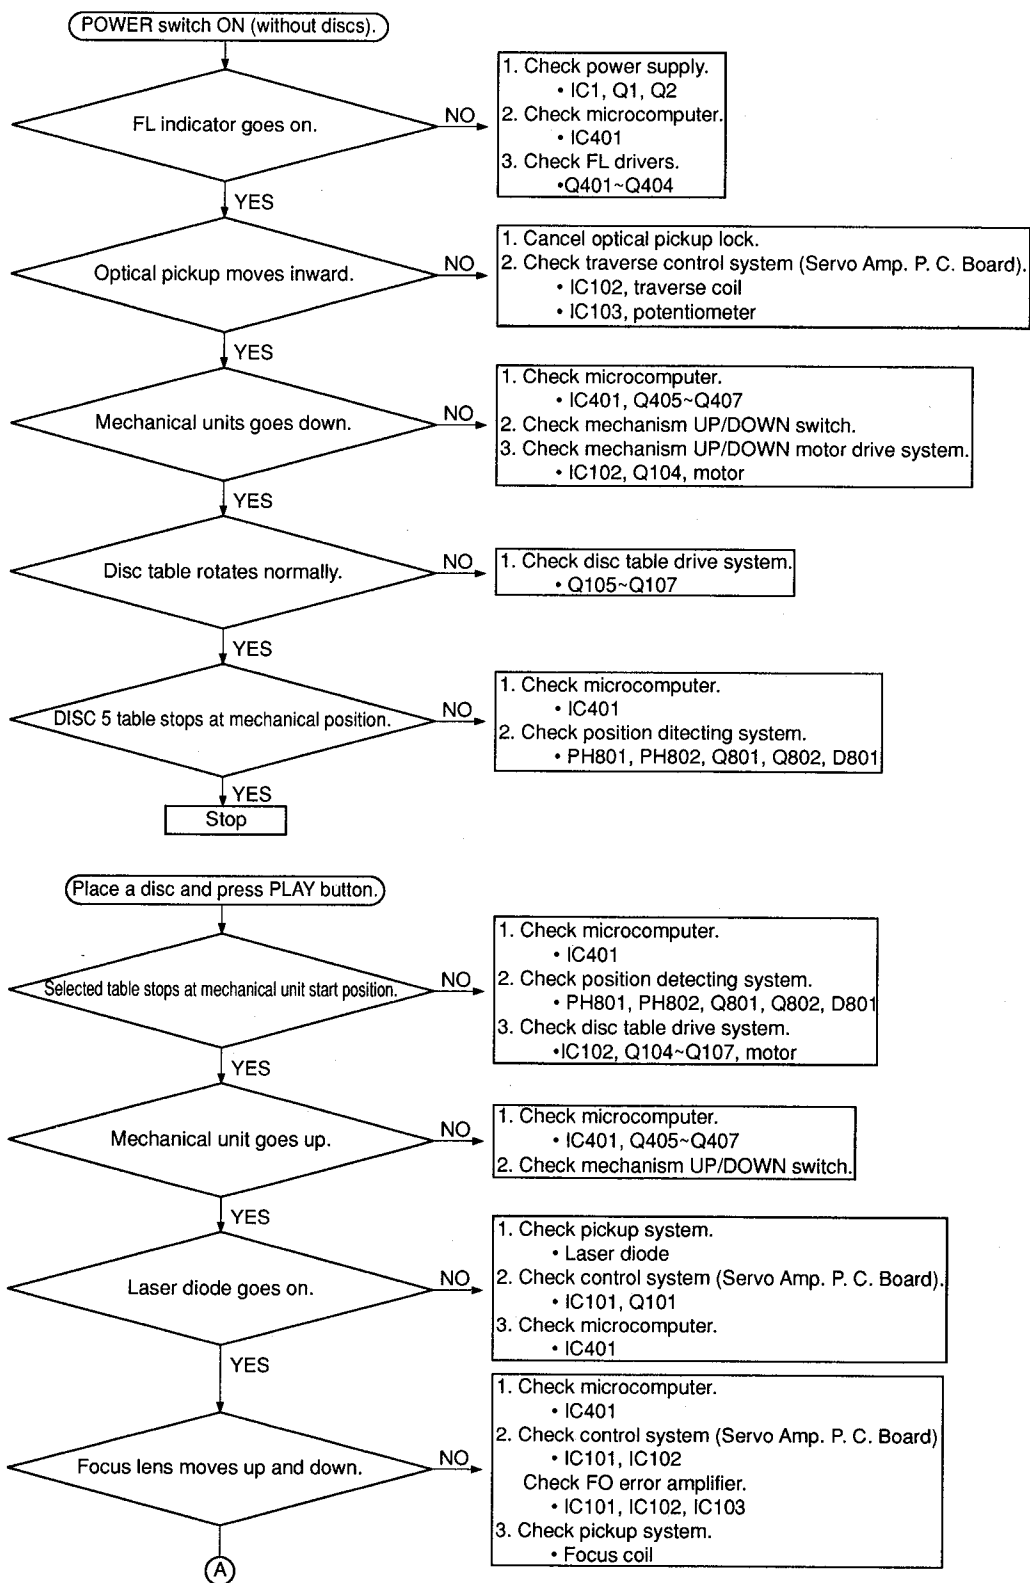 POWER switch ON (without discs).
FL indicator goes on.
NO
1. Check power supply.
• IC1, Q1, Q2
2. Check microcomputer.
• IC401
3. Check FL drivers.
•Q401~Q404
YES
Optical pickup moves inward.
NO
1. Cancel optical pickup lock.
2. Check traverse control system (Servo Amp. P. C. Board).
• IC102, traverse coil
• IC103, potentiometer
YES
Mechanical units goes down.
NO
1. Check microcomputer.
• IC401, Q405~Q407
2. Check mechanism UP/DOWN switch.
3. Check mechanism UP/DOWN motor drive system.
• IC102, Q104, motor
YES
Disc table rotates normally.
NO
1. Check disc table drive system.
• Q105~Q107
YES
DISC 5 table stops at mechanical position.
NO
1. Check microcomputer.
• IC401
2. Check position ditecting system.
• PH801, PH802, Q801, Q802, D801
YES
Stop
Place a disc and press PLAY button.
Selected table stops at mechanical unit start position.
NO
1. Check microcomputer.
• IC401
2. Check position detecting system.
• PH801, PH802, Q801, Q802, D801
3. Check disc table drive system.
•IC102, Q104~Q107, motor
YES
Mechanical unit goes up.
NO
1. Check microcomputer.
• IC401, Q405~Q407
2. Check mechanism UP/DOWN switch.
YES
Laser diode goes on.
NO
1. Check pickup system.
• Laser diode
2. Check control system (Servo Amp. P. C. Board).
• IC101, Q101
3. Check microcomputer.
• IC401
YES
Focus lens moves up and down.
NO
1. Check microcomputer.
• IC401
2. Check control system (Servo Amp. P. C. Board)
• IC101, IC102
Check FO error amplifier.
• IC101, IC102, IC103
3. Check pickup system.
• Focus coil
A